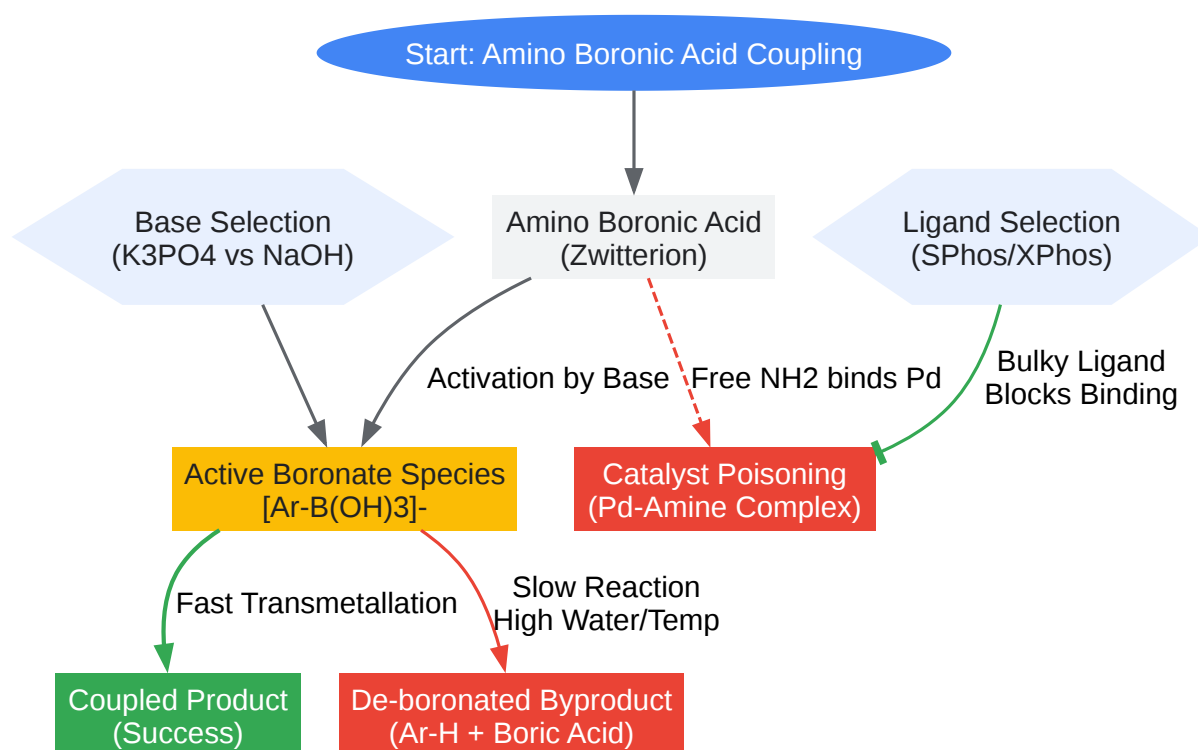 Start: Amino Boronic Acid Coupling
Base Selection
(K3PO4 vs NaOH)
Amino Boronic Acid
(Zwitterion)
Ligand Selection
(SPhos/XPhos)
Activation by Base
Free NH2 binds Pd
Bulky Ligand
Blocks Binding
Active Boronate Species
[Ar-B(OH)3]-
Catalyst Poisoning
(Pd-Amine Complex)
Fast Transmetallation
Slow Reaction
High Water/Temp
Coupled Product
(Success)
De-boronated Byproduct
(Ar-H + Boric Acid)